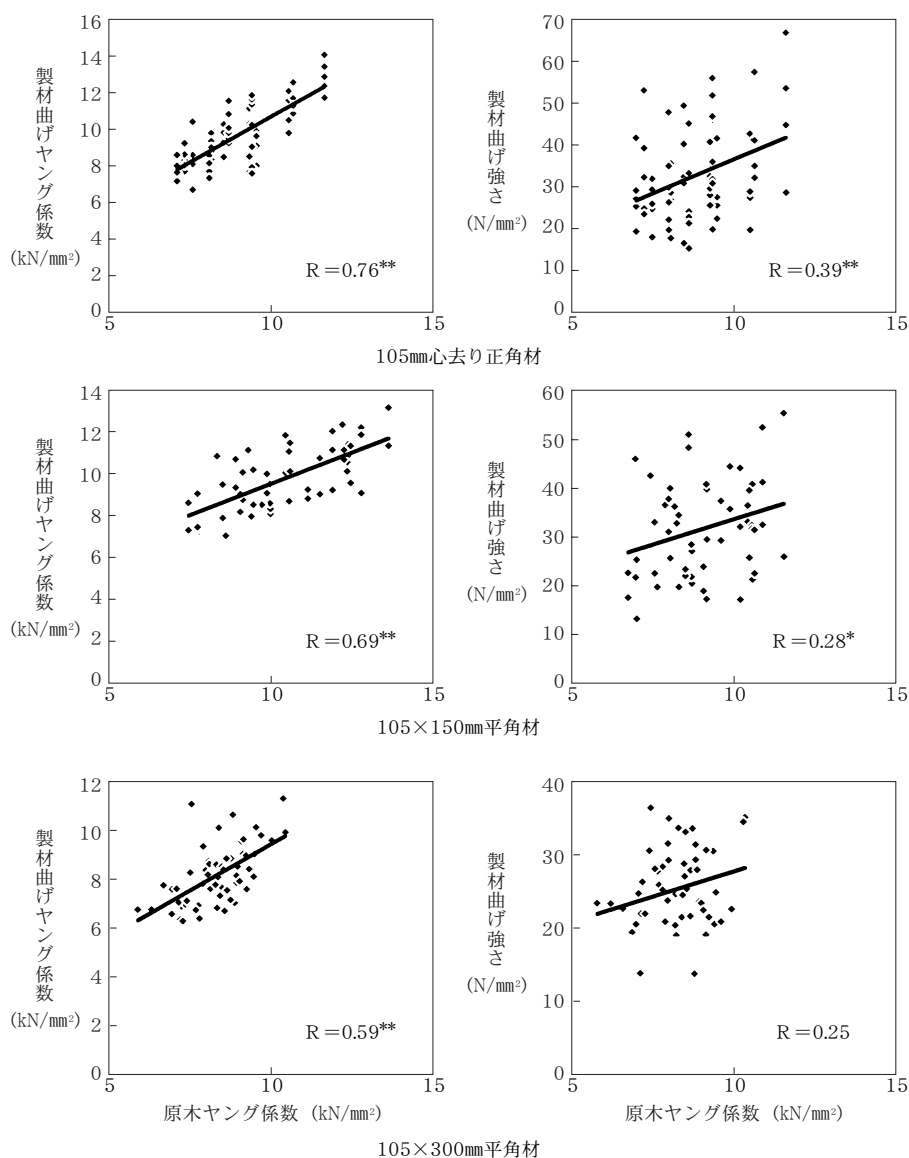 製材曲げヤング係数
(kN/mm²)
16
14
12
10
8
6
4
2
0
R＝0.76**
5
10
15
製材曲げ強さ
(N/mm²)
70
60
50
40
30
20
10
0
R＝0.39**
5
10
15
105㎜心去り正角材
製材曲げヤング係数
(kN/mm²)
14
12
10
8
6
4
2
0
R＝0.69**
5
10
15
製材曲げ強さ
(N/mm²)
60
50
40
30
20
10
0
R＝0.28*
5
10
15
105×150㎜平角材
製材曲げヤング係数
(kN/mm²)
12
10
8
6
4
2
0
R＝0.59**
5
10
15
原木ヤング係数 (kN/mm²)
製材曲げ強さ
(N/mm²)
40
30
20
10
0
R＝0.25
5
10
15
原木ヤング係数 (kN/mm²)
105×300㎜平角材